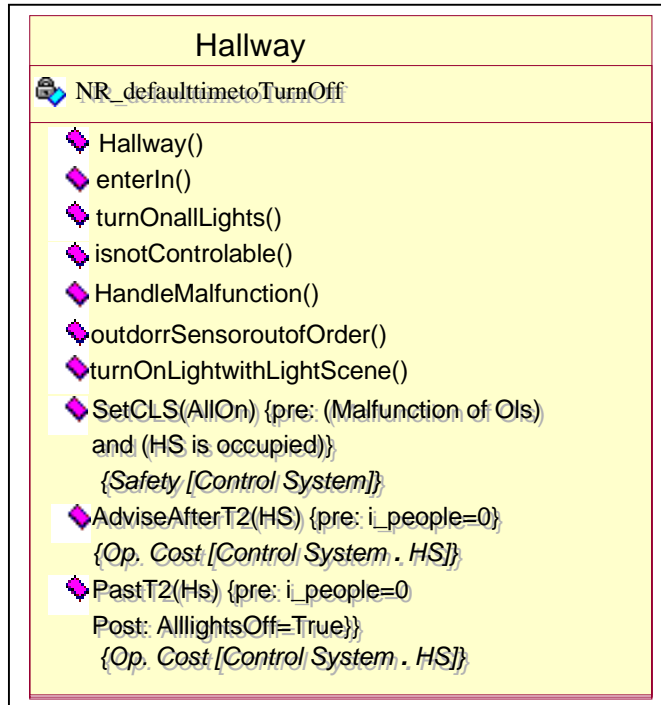 Hallway
NR_defaulttimetoTurnOff
Hallway()
enterIn()
turnOnallLights()
isnotControlable()
HandleMalfunction()
outdorrSensoroutofOrder()
turnOnLightwithLightScene()
SetCLS(AllOn) {pre: (Malfunction of Ols)
and (HS is occupied)}
{Safety [Control System]}
AdviseAfterT2(HS) {pre: i_people=0}
{Op. Cost [Control System . HS]}
PastT2(Hs) {pre: i_people=0
Post: AlllightsOff=True}}
{Op. Cost [Control System . HS]}